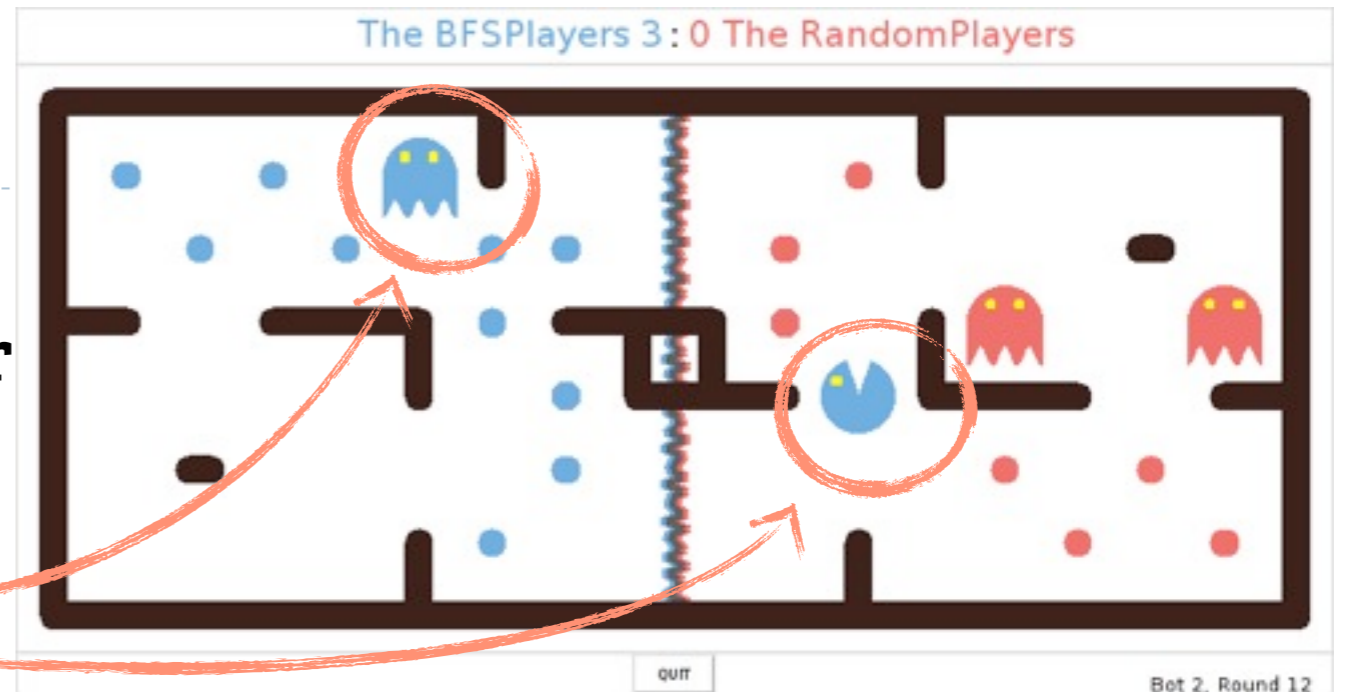 The BFSPlayers 3 : 0 The RandomPlayers
r
QUIT
Bot 2, Round 12